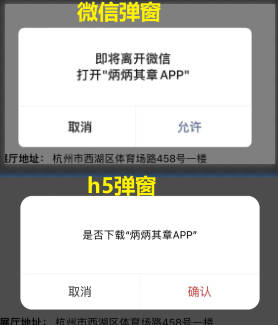 微信弹窗
即将离开微信
打开"炳炳其章APP"
取消 允许
展厅地址： 杭州市西湖区体育场路458号一楼
h5弹窗
是否下载“炳炳其章APP”
取消 确认
展厅地址： 杭州市西湖区体育场路458号一楼